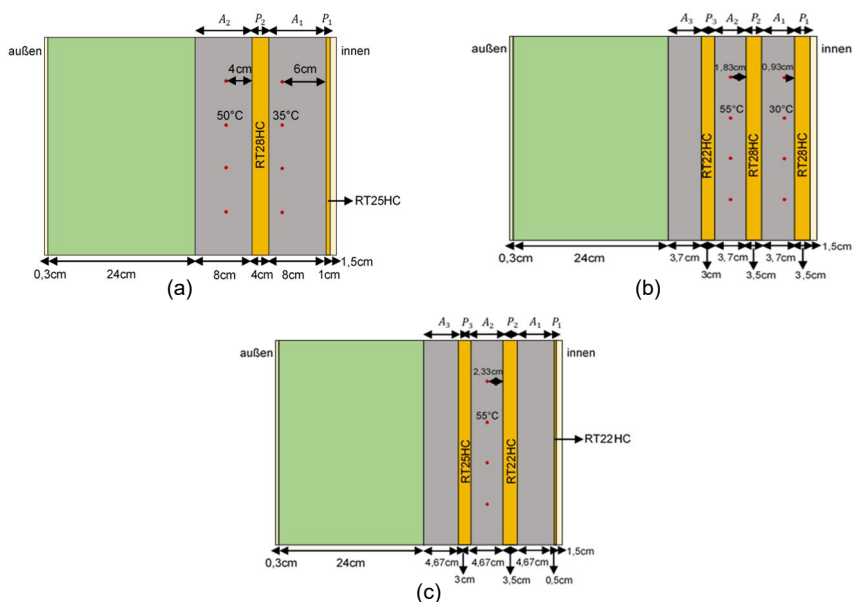 A₂ P₂ A₁ P₁
außen innen
4cm 6cm
50°C 35°C
RT28HC
RT25HC
0,3cm 24cm 8cm 4cm 8cm 1cm 1,5cm
(a)
A₃ P₃ A₂ P₂ A₁ P₁
außen innen
1,83cm 0,93cm
55°C 30°C
RT22HC RT28HC RT28HC
0,3cm 24cm 3,7cm 3,7cm 3,7cm 1,5cm
3cm 3,5cm 3,5cm
(b)
A₃ P₃ A₂ P₂ A₁ P₁
außen innen
2,33cm
55°C
RT25HC RT22HC
RT22HC
0,3cm 24cm 4,67cm 4,67cm 4,67cm 1,5cm
3cm 3,5cm 0,5cm
(c)